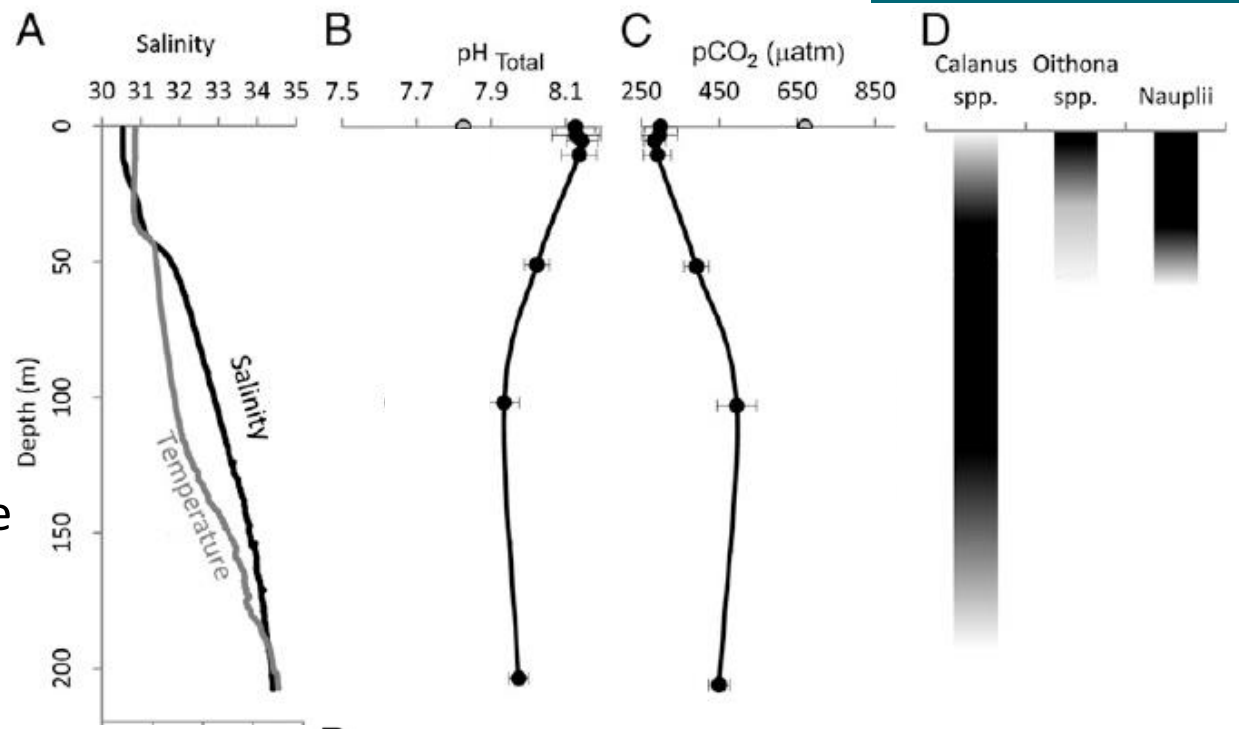 A
Salinity
30 31 32 33 34 35
0
50
100
150
200
Depth (m)
Salinity
Temperature
B
pH Total
7.5 7.7 7.9 8.1
C
pCO₂ (µatm)
250 450 650 850
D
Calanus spp.
Oithona spp.
Nauplii
e